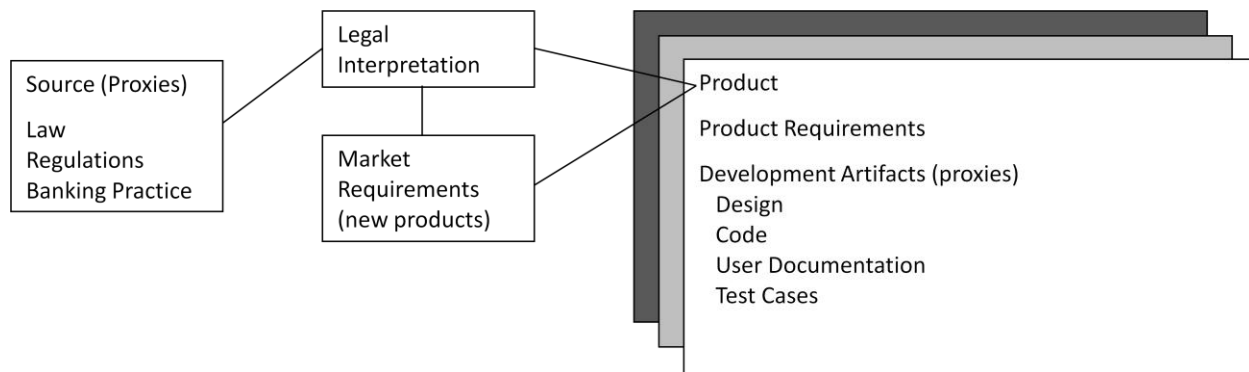 Source (Proxies)
Law
Regulations
Banking Practice
Legal
Interpretation
Market
Requirements
(new products)
Product
Product Requirements
Development Artifacts (proxies)
Design
Code
User Documentation
Test Cases